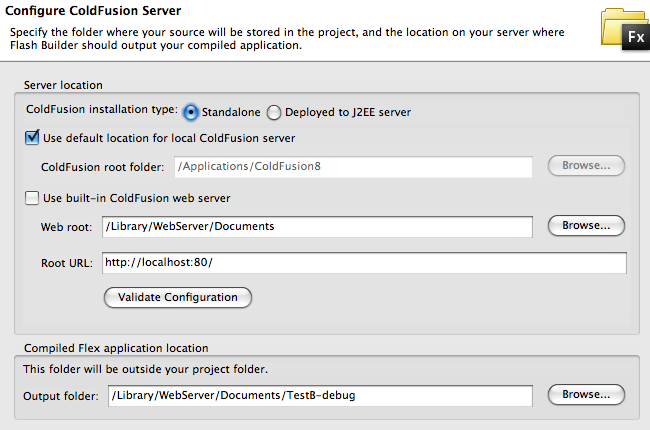 Configure ColdFusion Server
Specify the folder where your source will be stored in the project, and the location on your server where
Flash Builder should output your compiled application.
Fx
Server location
ColdFusion installation type: Standalone Deployed to J2EE server
Use default location for local ColdFusion server
ColdFusion root folder: /Applications/ColdFusion8 Browse...
Use built-in ColdFusion web server
Web root: /Library/WebServer/Documents Browse...
Root URL: http://localhost:80/
Validate Configuration
Compiled Flex application location
This folder will be outside your project folder.
Output folder: /Library/WebServer/Documents/TestB-debug Browse...